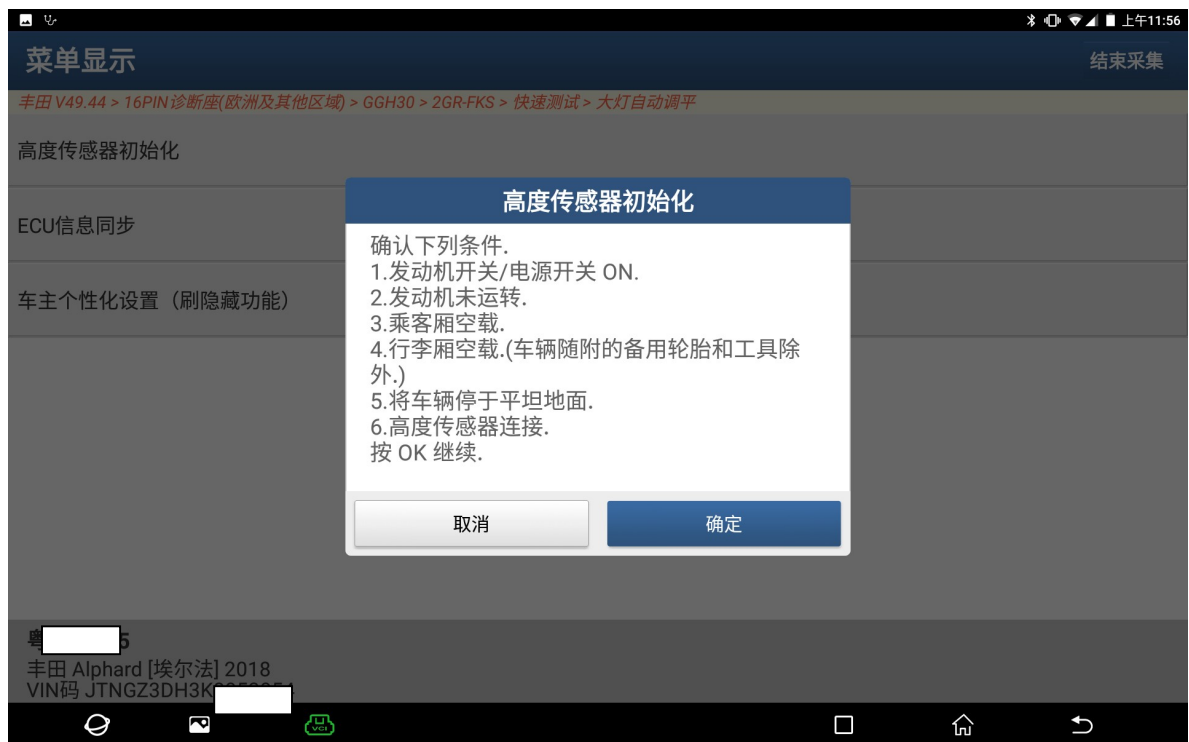 上午11:56
菜单显示
结束采集
丰田 V49.44 > 16PIN诊断座(欧洲及其他区域) > GGH30 > 2GR-FKS > 快速测试 > 大灯自动调平
高度传感器初始化
ECU信息同步
车主个性化设置（刷隐藏功能）
高度传感器初始化
确认下列条件.
1.发动机开关/电源开关 ON.
2.发动机未运转.
3.乘客厢空载.
4.行李厢空载.(车辆随附的备用轮胎和工具除
外.)
5.将车辆停于平坦地面.
6.高度传感器连接.
按 OK 继续.
取消
确定
粤 5
丰田 Alphard [埃尔法] 2018
VIN码 JTNGZ3DH3K
VCI